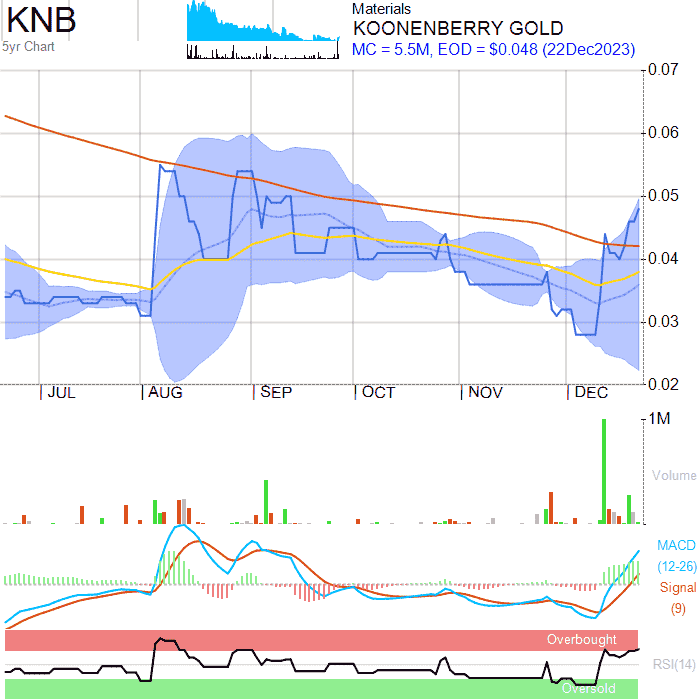 KNB
5yr Chart
Materials
KOONENBERRY GOLD
MC = 5.5M, EOD = $0.048 (22Dec2023)
0.07
0.06
0.05
0.04
0.03
0.02
JUL
AUG
SEP
OCT
NOV
DEC
1M
Volume
MACD
(12-26)
Signal
(9)
Overbought
RSI(14)
Oversold